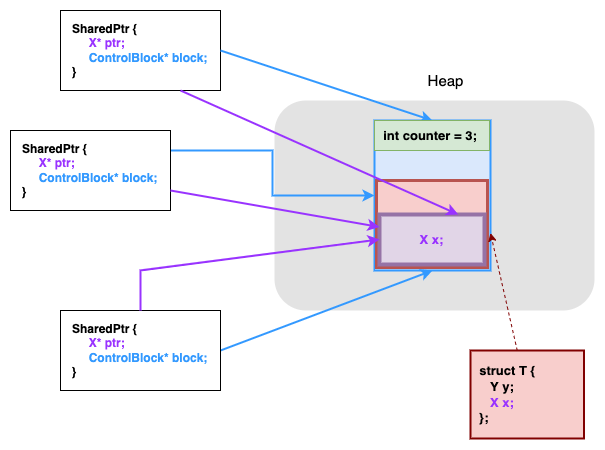 SharedPtr {
X* ptr;
ControlBlock* block;
}
Heap
int counter = 3;
SharedPtr {
X* ptr;
ControlBlock* block;
}
X x;
SharedPtr {
X* ptr;
ControlBlock* block;
}
struct T {
Y y;
X x;
};